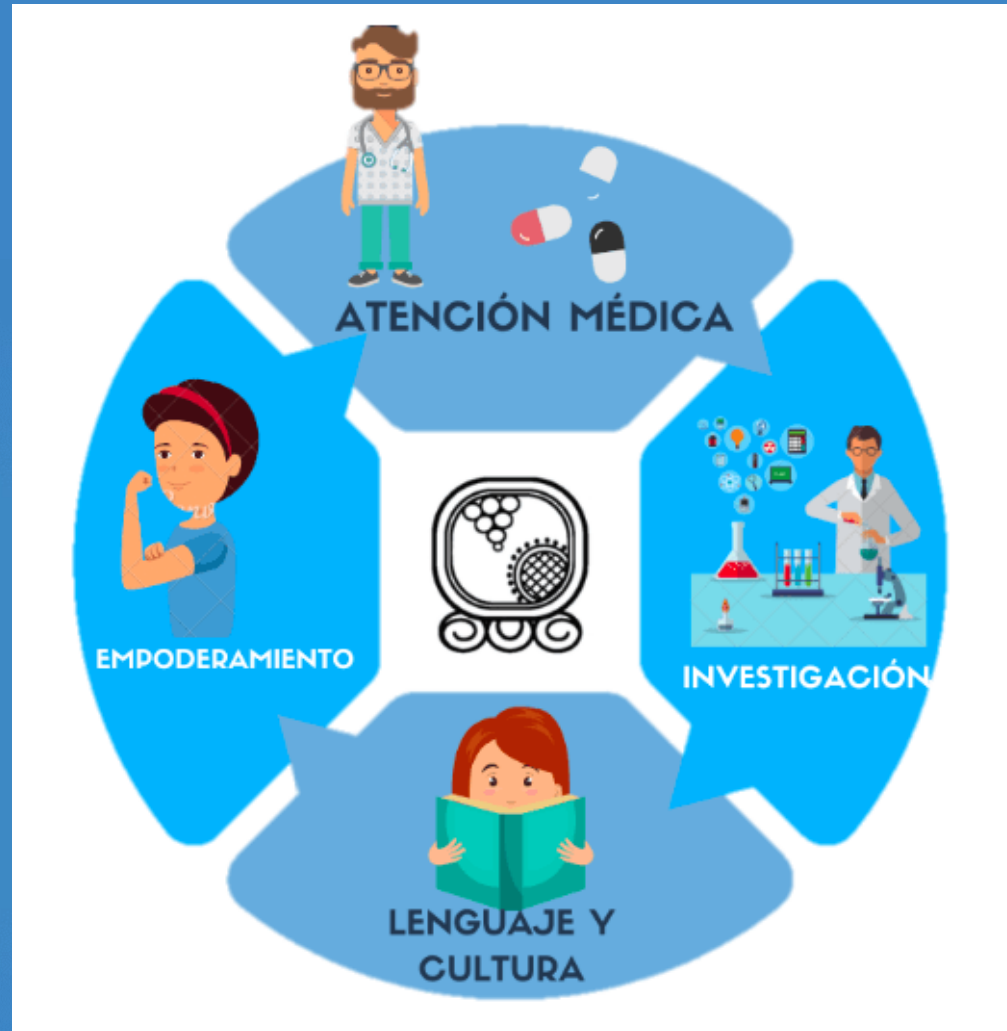 ATENCIÓN MÉDICA
EMPODERAMIENTO
INVESTIGACIÓN
LENGUAJE Y
CULTURA